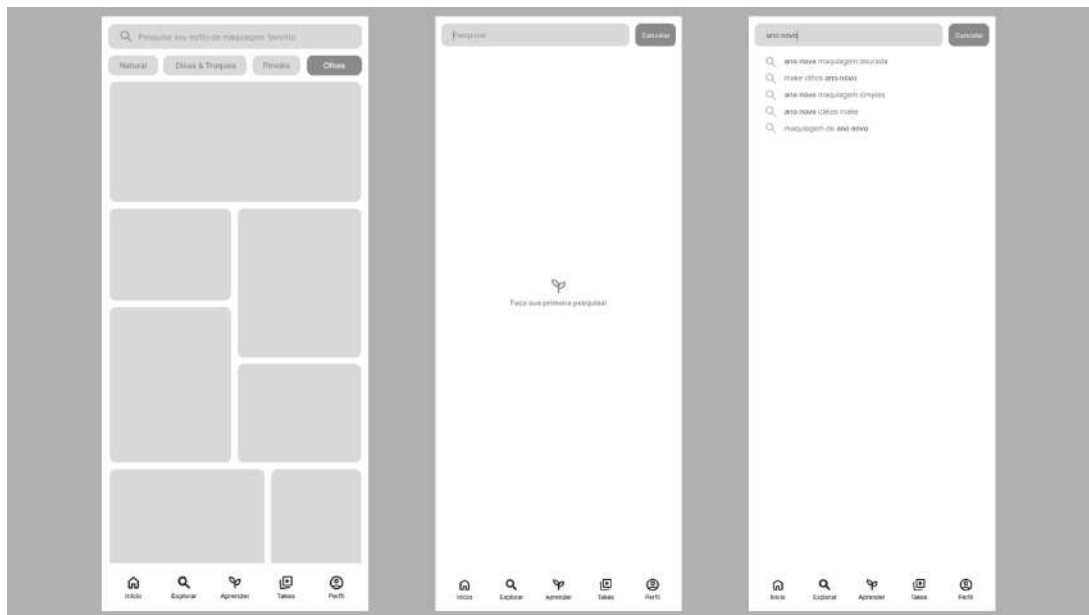 Pesquise seu estilo de maquiagem favorito
Natural
Dicas & Truques
Pincéis
Olhos
Início
Explorar
Aprender
Takes
Perfil
Pesquisar
Cancelar
Faça sua primeira pesquisa!
Início
Explorar
Aprender
Takes
Perfil
ano novo
Cancelar
ano novo maquiagem dourada
make olhos ano novo
ano novo maquiagem simples
ano novo idéias make
maquiagem de ano novo
Início
Explorar
Aprender
Takes
Perfil